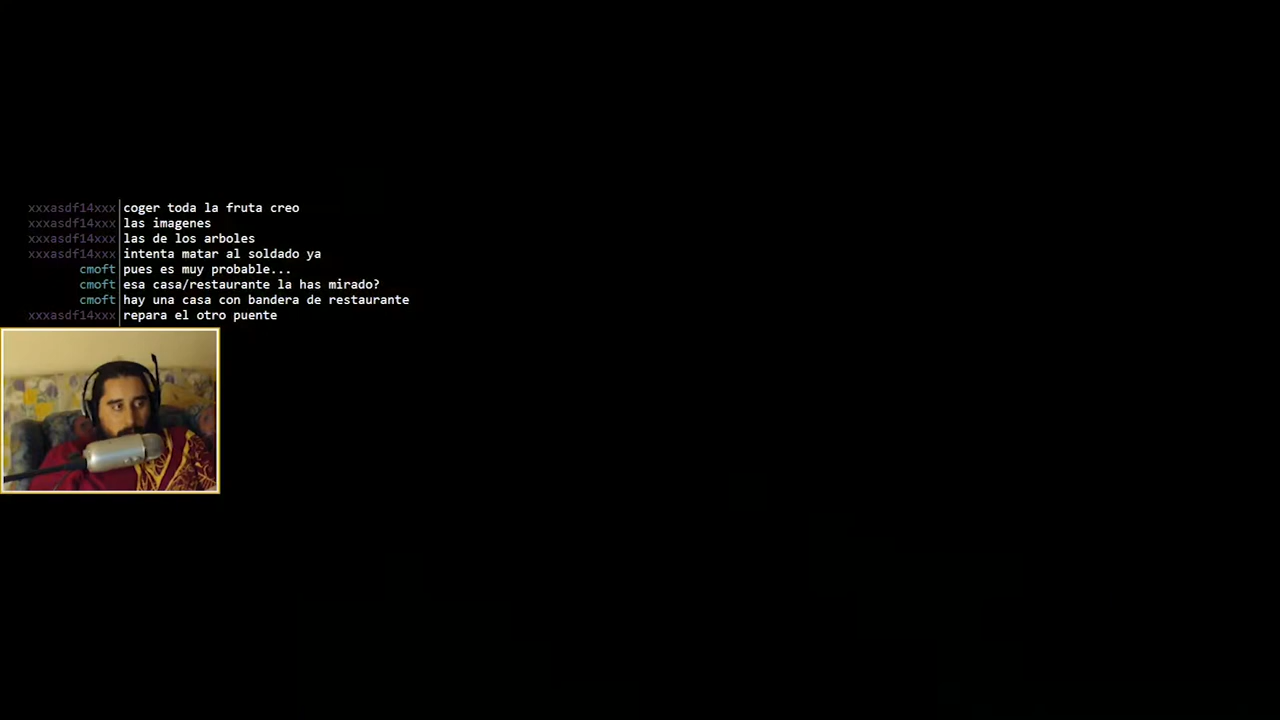 xxxasdf14xxx coger toda la fruta creo
xxxasdf14xxx las imagenes
xxxasdf14xxx las de los arboles
xxxasdf14xxx intenta matar al soldado ya
cmoft pues es muy probable...
cmoft esa casa/restaurante la has mirado?
cmoft hay una casa con bandera de restaurante
xxxasdf14xxx repara el otro puente